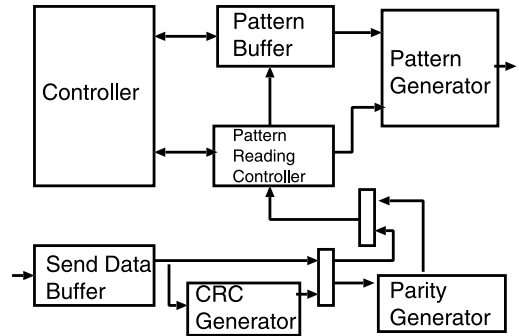 Pattern
Buffer
Pattern
Generator
Controller
Pattern
Reading
Controller
Send Data
Buffer
CRC
Generator
Parity
Generator